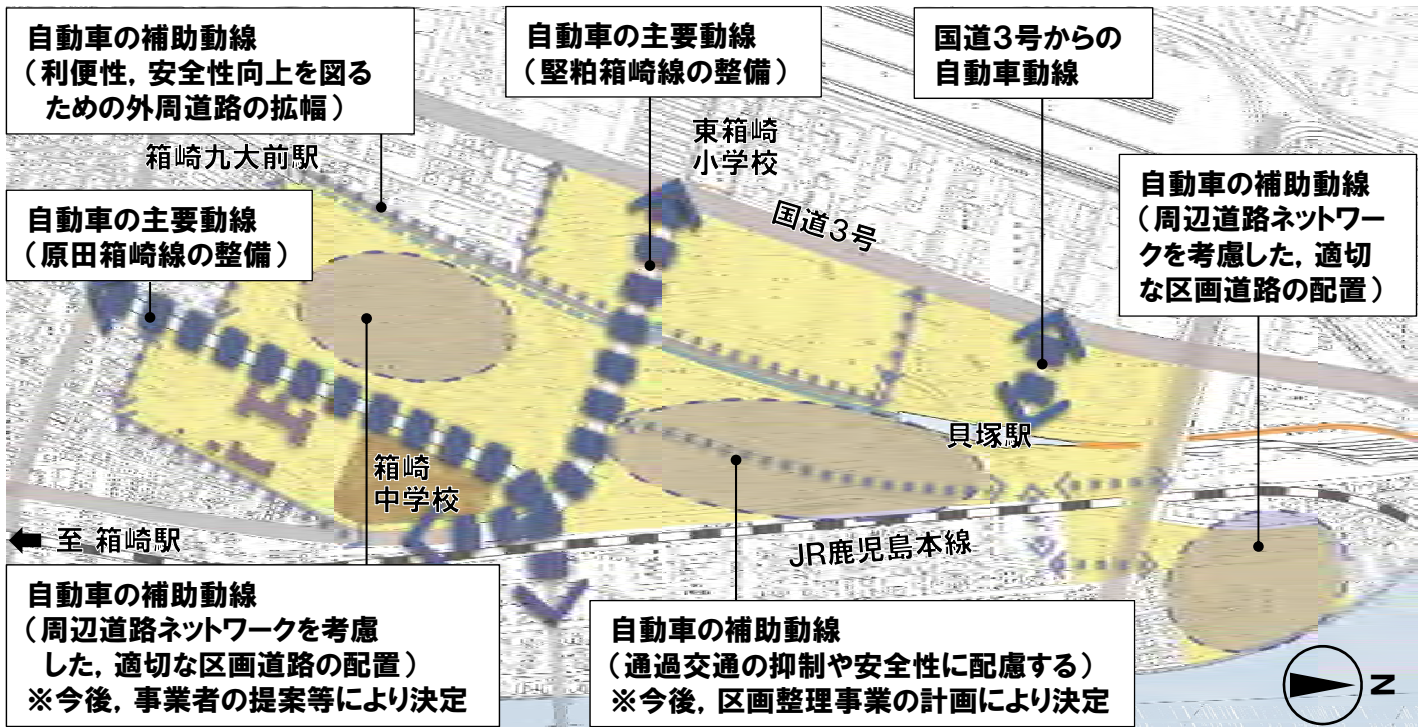 自動車の補助動線
（利便性，安全性向上を図る
ための外周道路の拡幅）
自動車の主要動線
（堅粕箱崎線の整備）
国道3号からの
自動車動線
箱崎九大前駅
東箱崎
小学校
自動車の補助動線
（周辺道路ネットワー
クを考慮した，適切
な区画道路の配置）
自動車の主要動線
（原田箱崎線の整備）
国道3号
貝塚駅
箱崎
中学校
至 箱崎駅
JR鹿児島本線
自動車の補助動線
（周辺道路ネットワークを考慮
した，適切な区画道路の配置）
※今後，事業者の提案等により決定
自動車の補助動線
（通過交通の抑制や安全性に配慮する）
※今後，区画整理事業の計画により決定
N